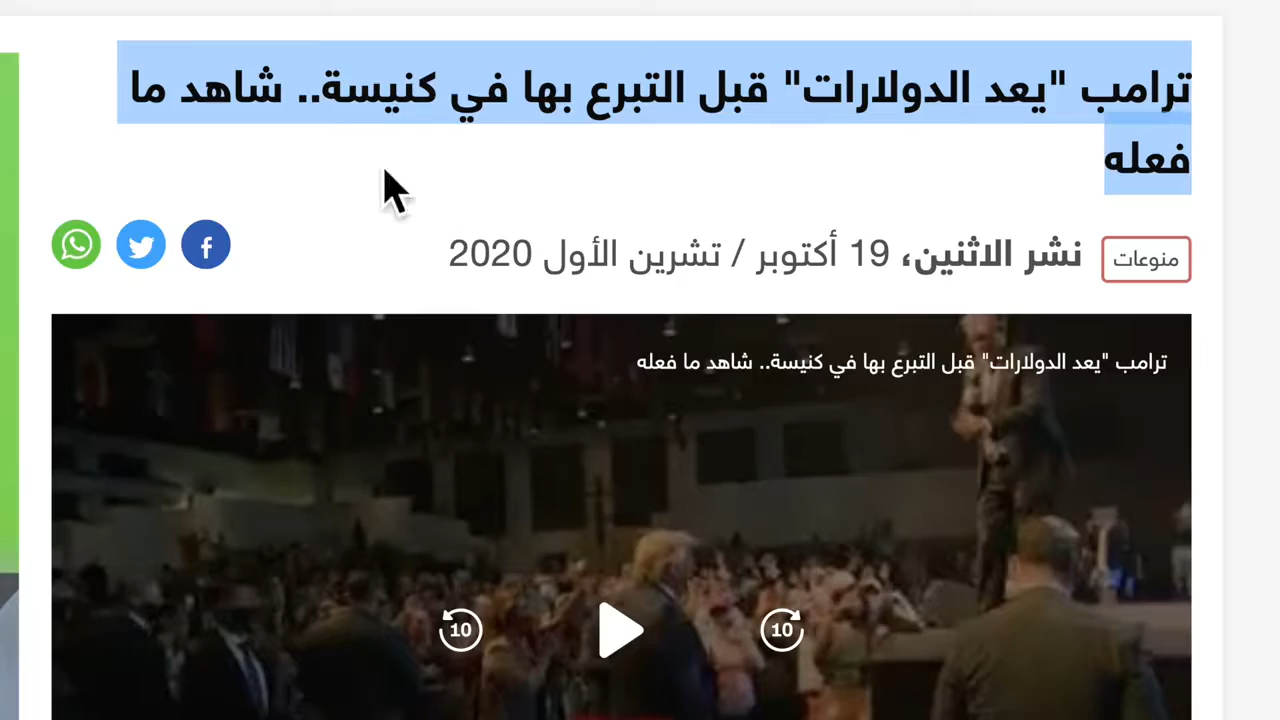 ترامب "يعد الدولارات" قبل التبرع بها في كنيسة.. شاهد ما
فعله
منوعات
نشر الاثنين، 19 أكتوبر / تشرين الأول 2020
ترامب "يعد الدولارات" قبل التبرع بها في كنيسة.. شاهد ما فعله
10
10